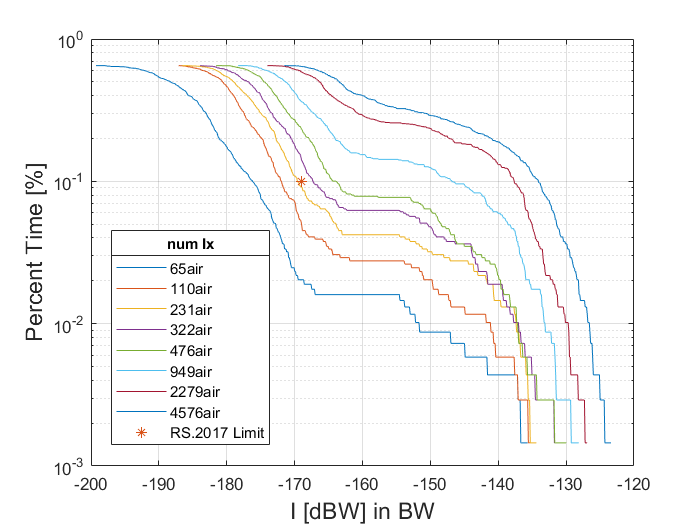 10^0
10^-1
10^-2
10^-3
Percent Time [%]
num Ix
65air
110air
231air
322air
476air
949air
2279air
4576air
RS.2017 Limit
-200 -190 -180 -170 -160 -150 -140 -130 -120
I [dBW] in BW